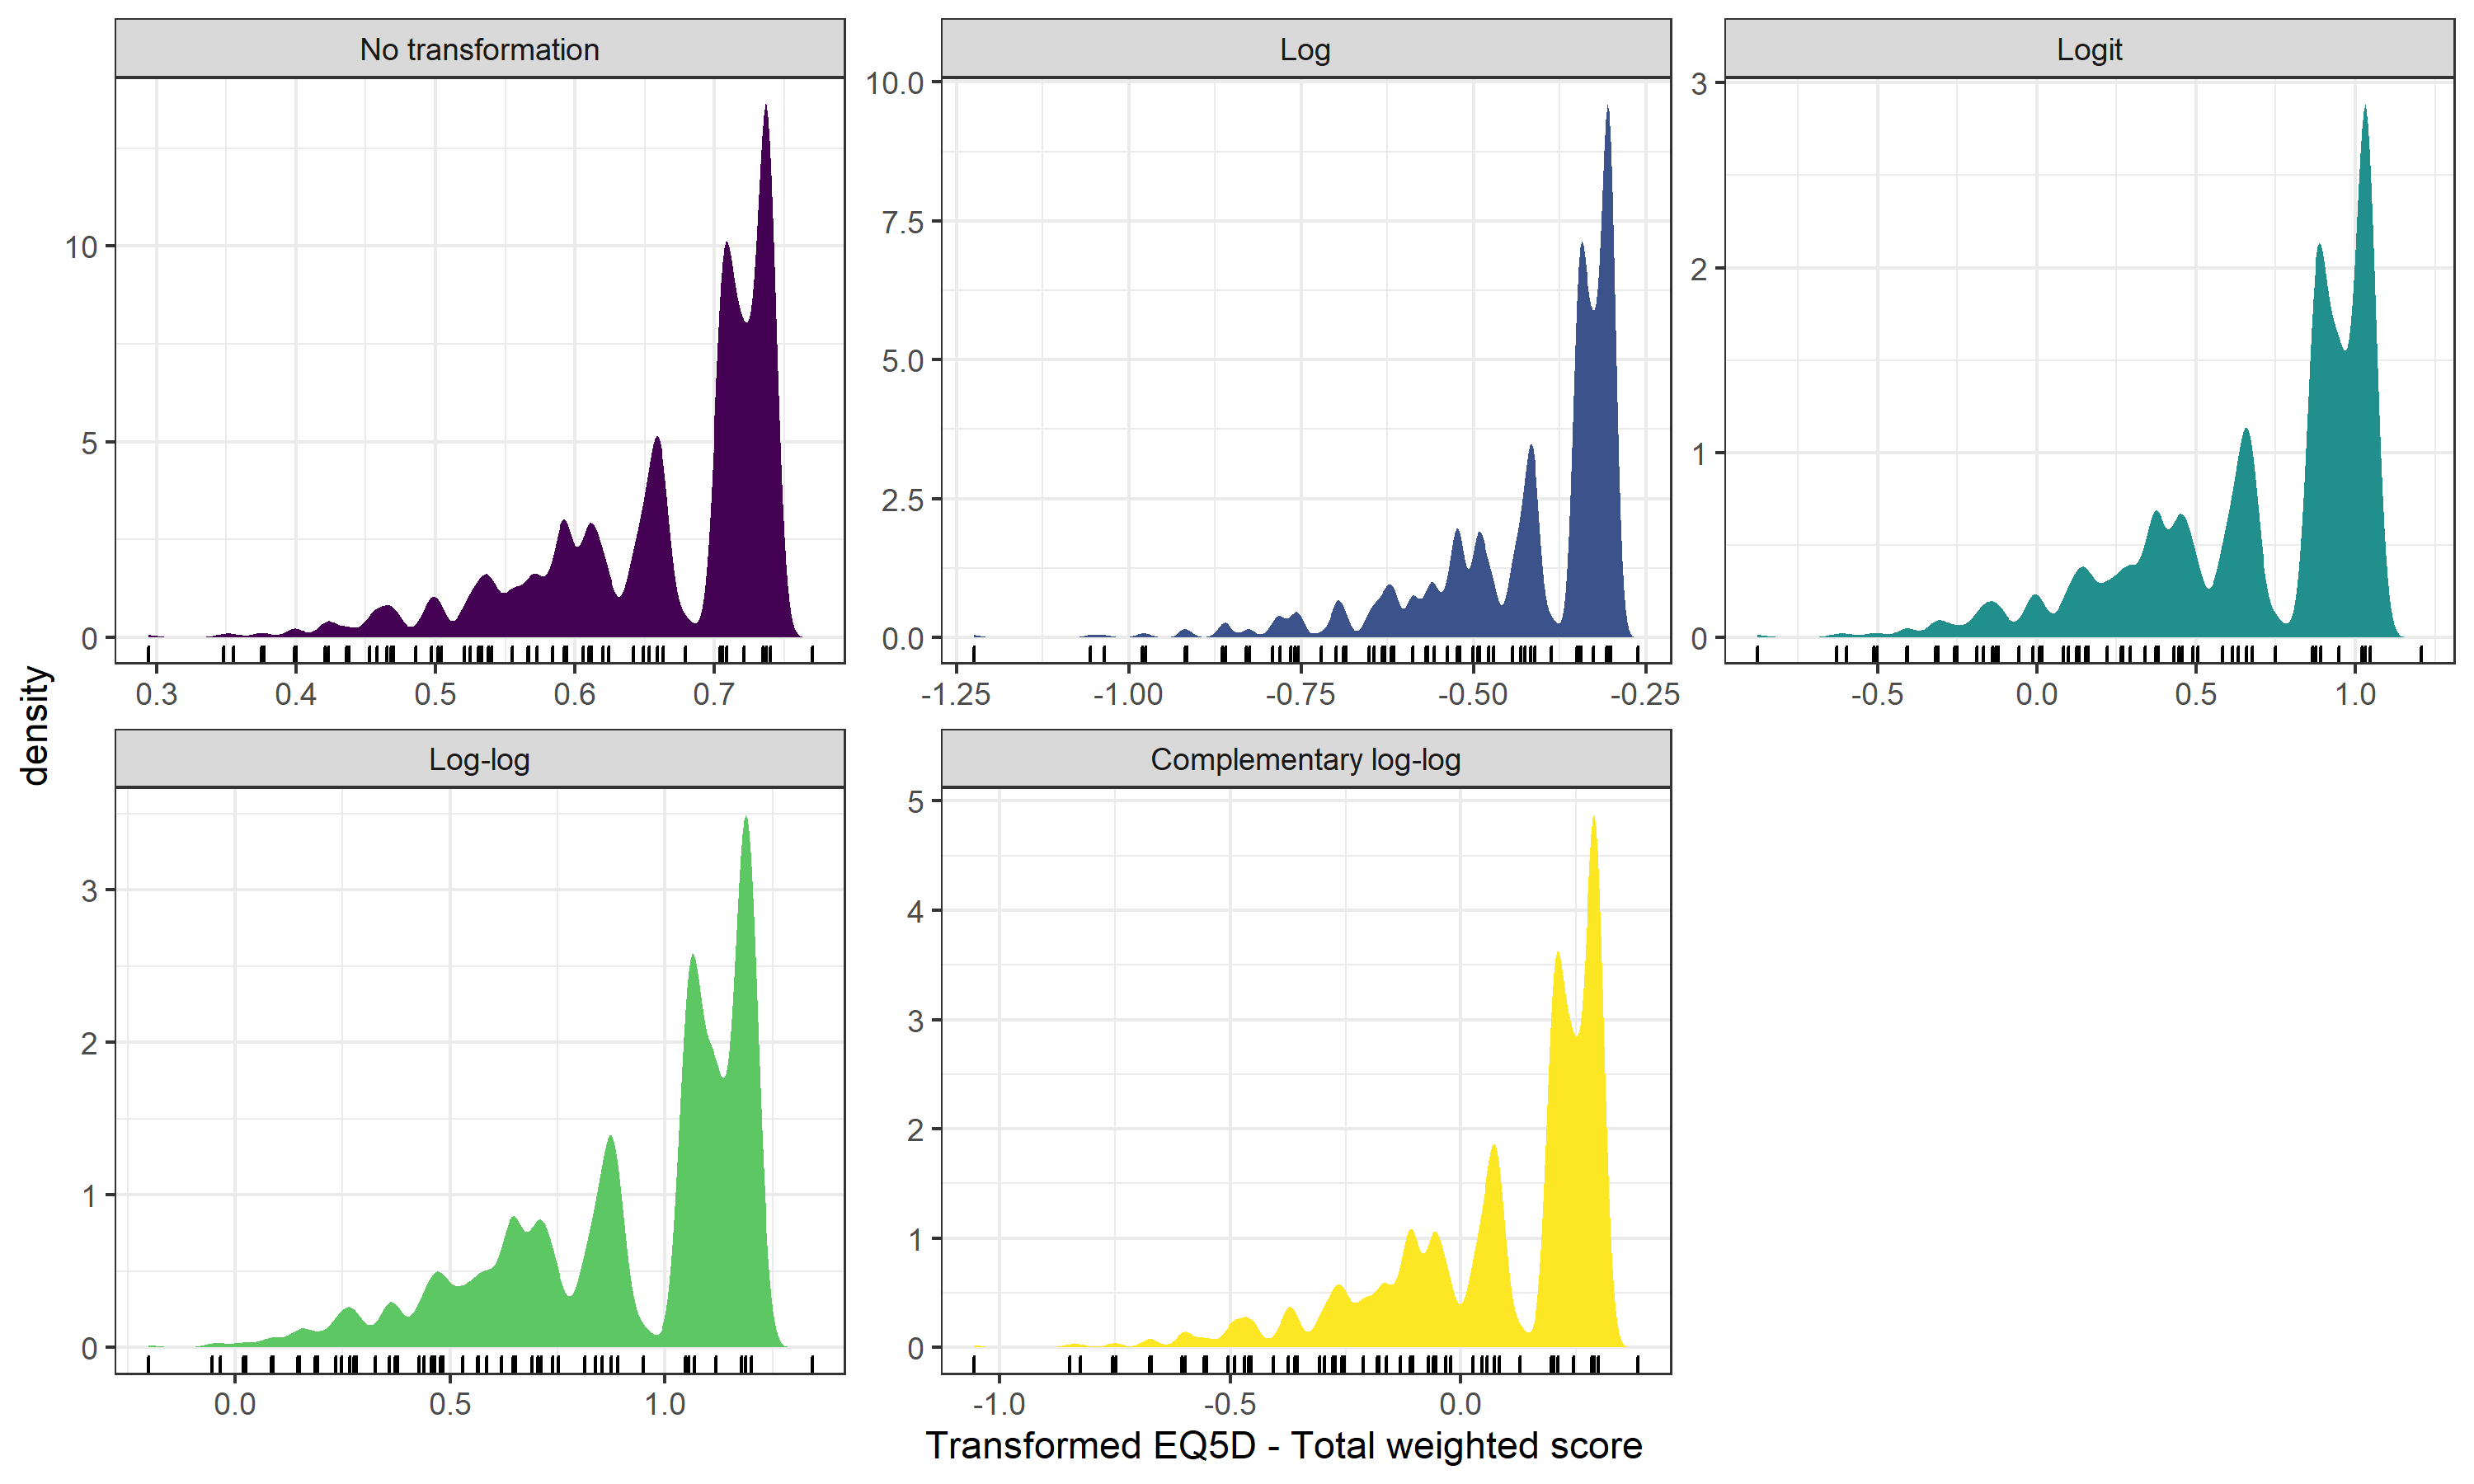 No transformation
Log
Logit
10
5
0
0.3 0.4 0.5 0.6 0.7
10.0
7.5
5.0
2.5
0.0
-1.25 -1.00 -0.75 -0.50 -0.25
3
2
1
0
-0.5 0.0 0.5 1.0
density
Log-log
Complementary log-log
3
2
1
0
0.0 0.5 1.0
5
4
3
2
1
0
-1.0 -0.5 0.0
Transformed EQ5D - Total weighted score